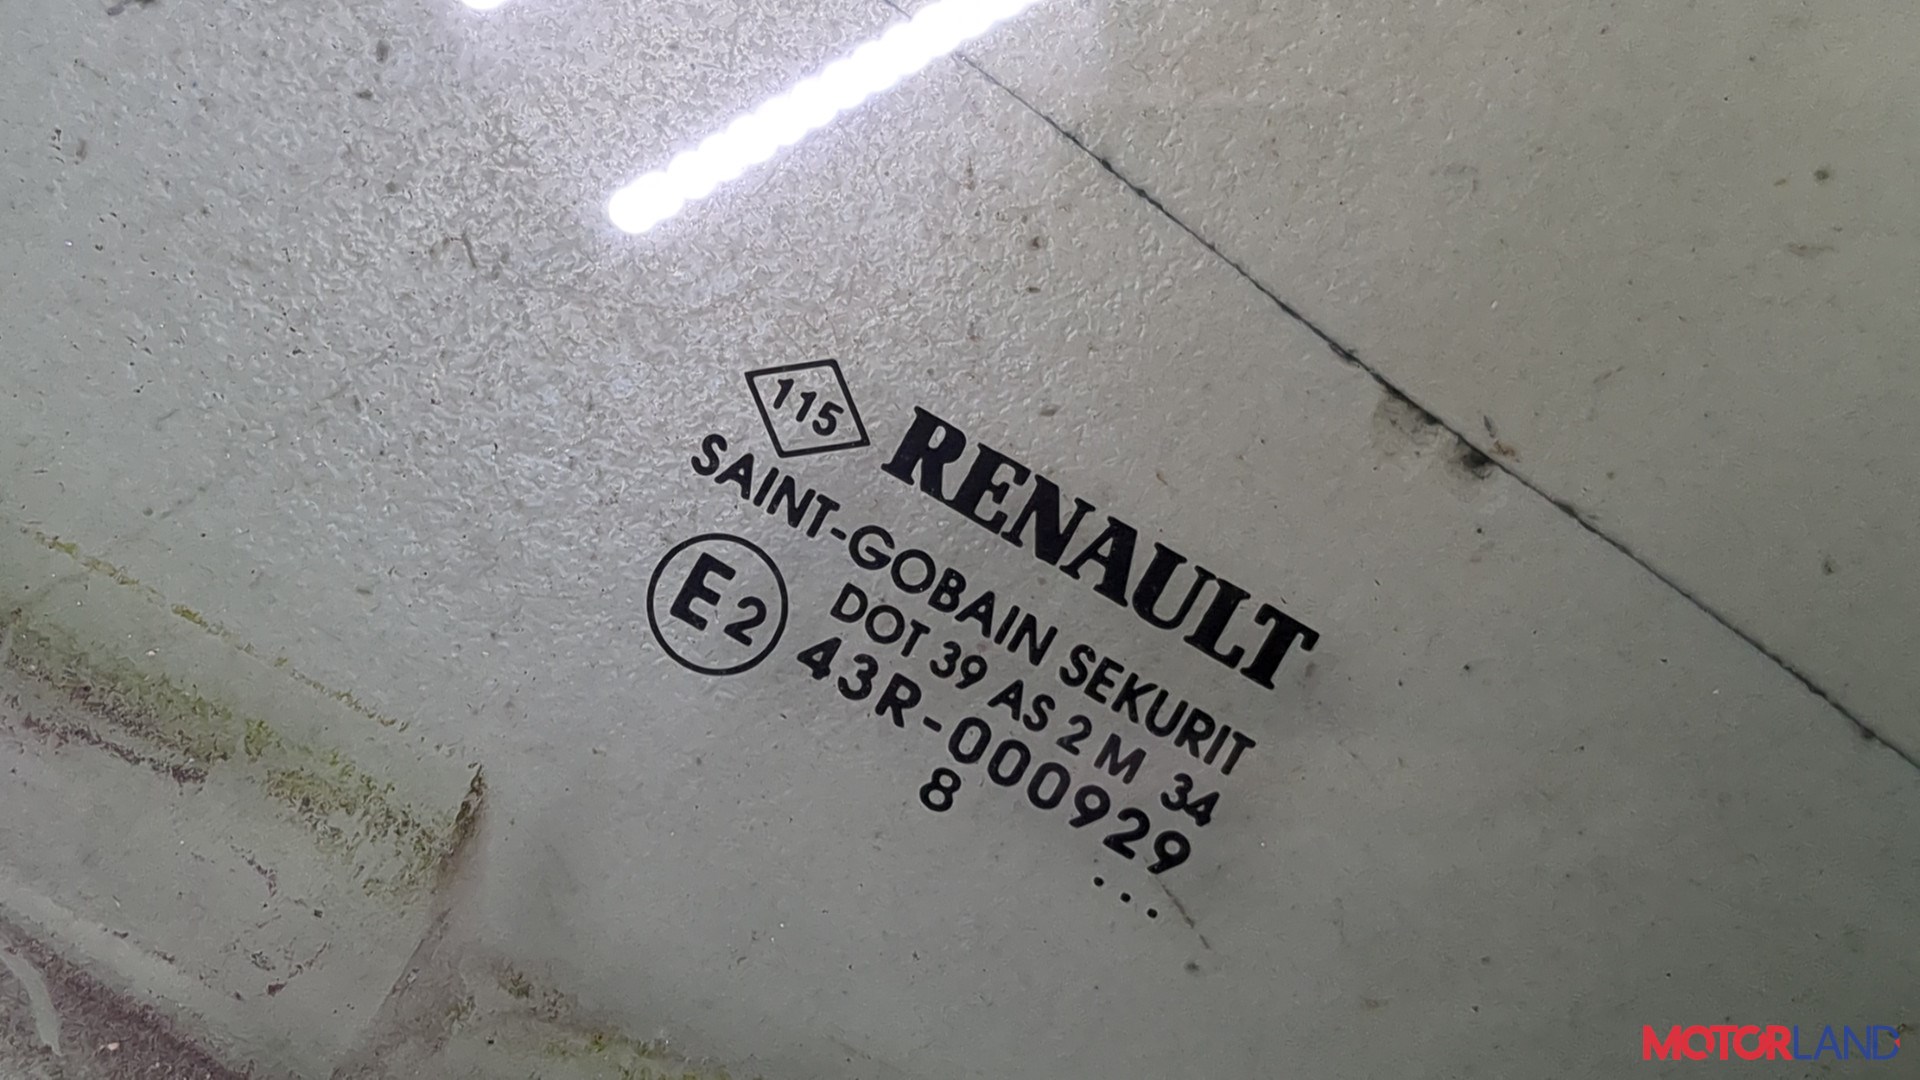 115 RENAULT
SAINT-GOBAIN SEKURIT
DOT 39 AS 2 M 34
E2 43R-000929
8
..
.
MOTORLAND